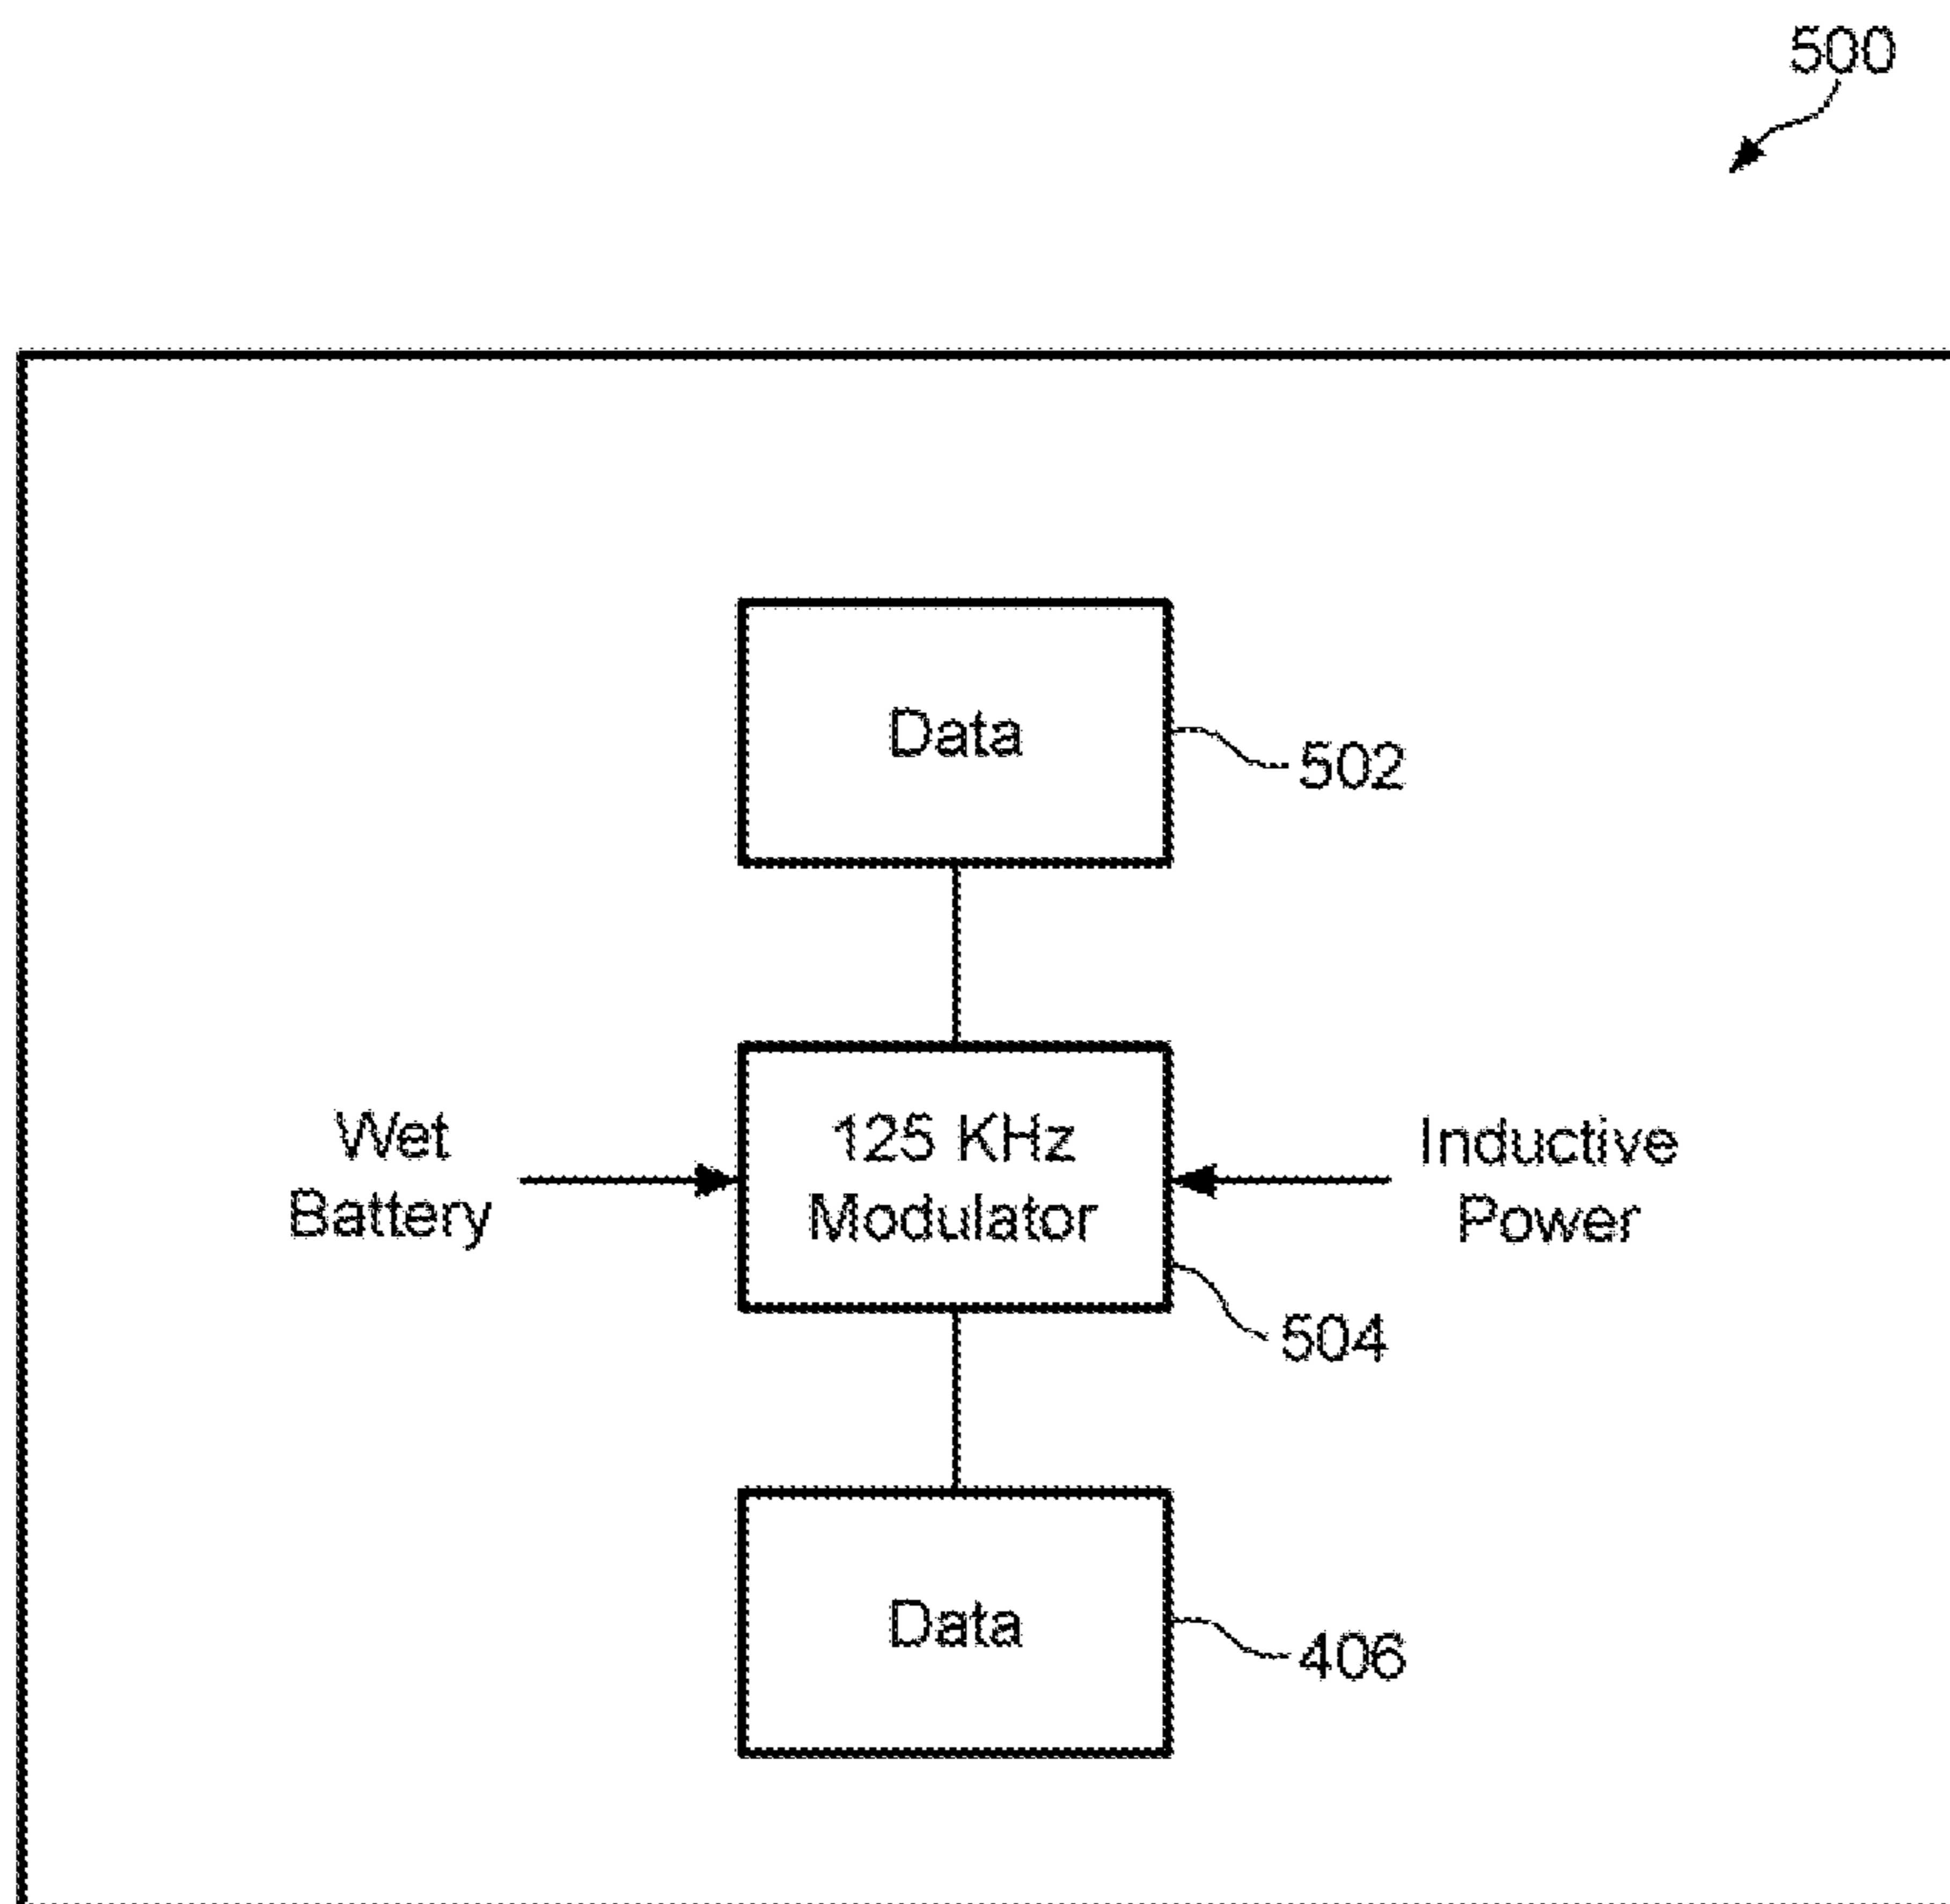 500
Data
502
Wet
Battery
125 KHz
Modulator
Inductive
Power
504
Data
406